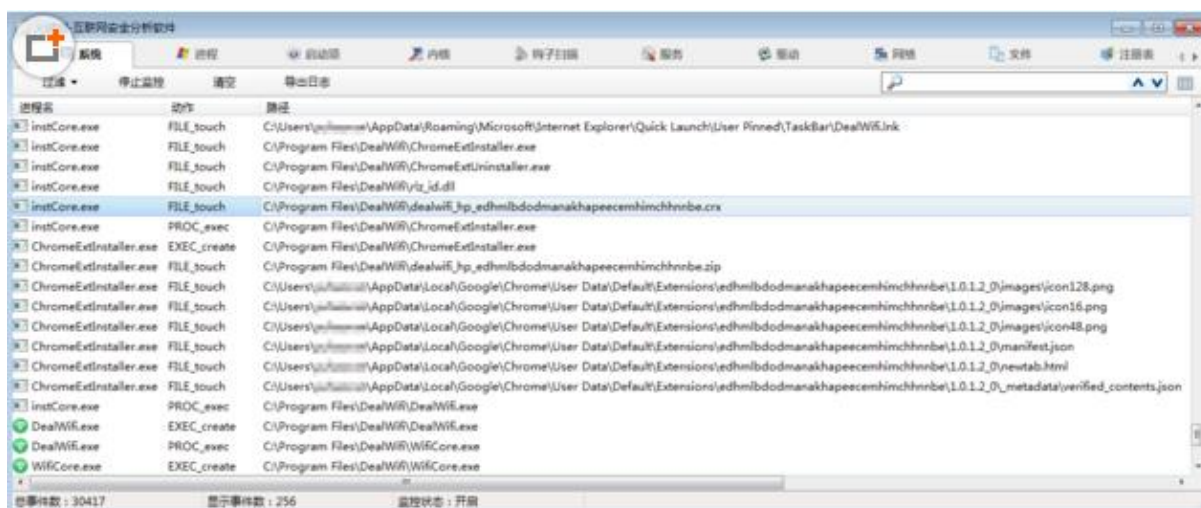 互联网安全分析软件
系统 进程 启动项 内核 钩子扫描 服务 驱动 网络 文件 注册表
过滤 停止监控 清空 导出日志
进程名 动作 路径
instCore.exe FILE_touch C:\Users\ \AppData\Roaming\Microsoft\Internet Explorer\Quick Launch\User Pinned\TaskBar\DealWifi.lnk
instCore.exe FILE_touch C:\Program Files\DealWifi\ChromeExtInstaller.exe
instCore.exe FILE_touch C:\Program Files\DealWifi\ChromeExtUninstaller.exe
instCore.exe FILE_touch C:\Program Files\DealWifi\rlz_id.dll
instCore.exe FILE_touch C:\Program Files\DealWifi\dealwifi_hp_edhmlbdodmanakhapeecemhimchhnnbe.crx
instCore.exe PROC_exec C:\Program Files\DealWifi\ChromeExtInstaller.exe
ChromeExtInstaller.exe EXEC_create C:\Program Files\DealWifi\ChromeExtInstaller.exe
ChromeExtInstaller.exe FILE_touch C:\Program Files\DealWifi\dealwifi_hp_edhmlbdodmanakhapeecemhimchhnnbe.zip
ChromeExtInstaller.exe FILE_touch C:\Users\ \AppData\Local\Google\Chrome\User Data\Default\Extensions\edhmlbdodmanakhapeecemhimchhnnbe\1.0.1.2_0\images\icon128.png
ChromeExtInstaller.exe FILE_touch C:\Users\ \AppData\Local\Google\Chrome\User Data\Default\Extensions\edhmlbdodmanakhapeecemhimchhnnbe\1.0.1.2_0\images\icon16.png
ChromeExtInstaller.exe FILE_touch C:\Users\ \AppData\Local\Google\Chrome\User Data\Default\Extensions\edhmlbdodmanakhapeecemhimchhnnbe\1.0.1.2_0\images\icon48.png
ChromeExtInstaller.exe FILE_touch C:\Users\ \AppData\Local\Google\Chrome\User Data\Default\Extensions\edhmlbdodmanakhapeecemhimchhnnbe\1.0.1.2_0\manifest.json
ChromeExtInstaller.exe FILE_touch C:\Users\ \AppData\Local\Google\Chrome\User Data\Default\Extensions\edhmlbdodmanakhapeecemhimchhnnbe\1.0.1.2_0\newtab.html
ChromeExtInstaller.exe FILE_touch C:\Users\ \AppData\Local\Google\Chrome\User Data\Default\Extensions\edhmlbdodmanakhapeecemhimchhnnbe\1.0.1.2_0\_metadata\verified_contents.json
instCore.exe PROC_exec C:\Program Files\DealWifi\DealWifi.exe
DealWifi.exe EXEC_create C:\Program Files\DealWifi\DealWifi.exe
DealWifi.exe PROC_exec C:\Program Files\DealWifi\WifiCore.exe
WifiCore.exe EXEC_create C:\Program Files\DealWifi\WifiCore.exe
总事件数：30417 显示事件数：256 监控状态：开启